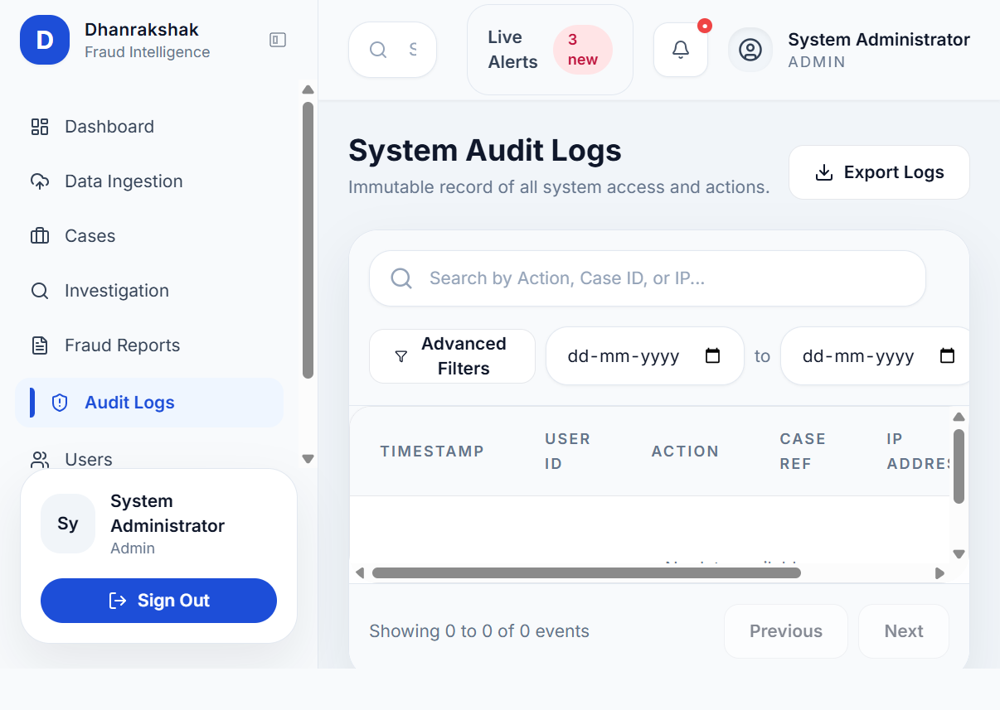 D
Dhanrakshak
Fraud Intelligence
Dashboard
Data Ingestion
Cases
Investigation
Fraud Reports
Audit Logs
Users
Sy
System
Administrator
Admin
Sign Out
S
Live
Alerts
3
new
System Administrator
ADMIN
System Audit Logs
Immutable record of all system access and actions.
Export Logs
Search by Action, Case ID, or IP...
Advanced
Filters
dd-mm-yyyy
to
dd-mm-yyyy
TIMESTAMP
USER
ID
ACTION
CASE
REF
IP
ADDRES
Showing 0 to 0 of 0 events
Previous
Next